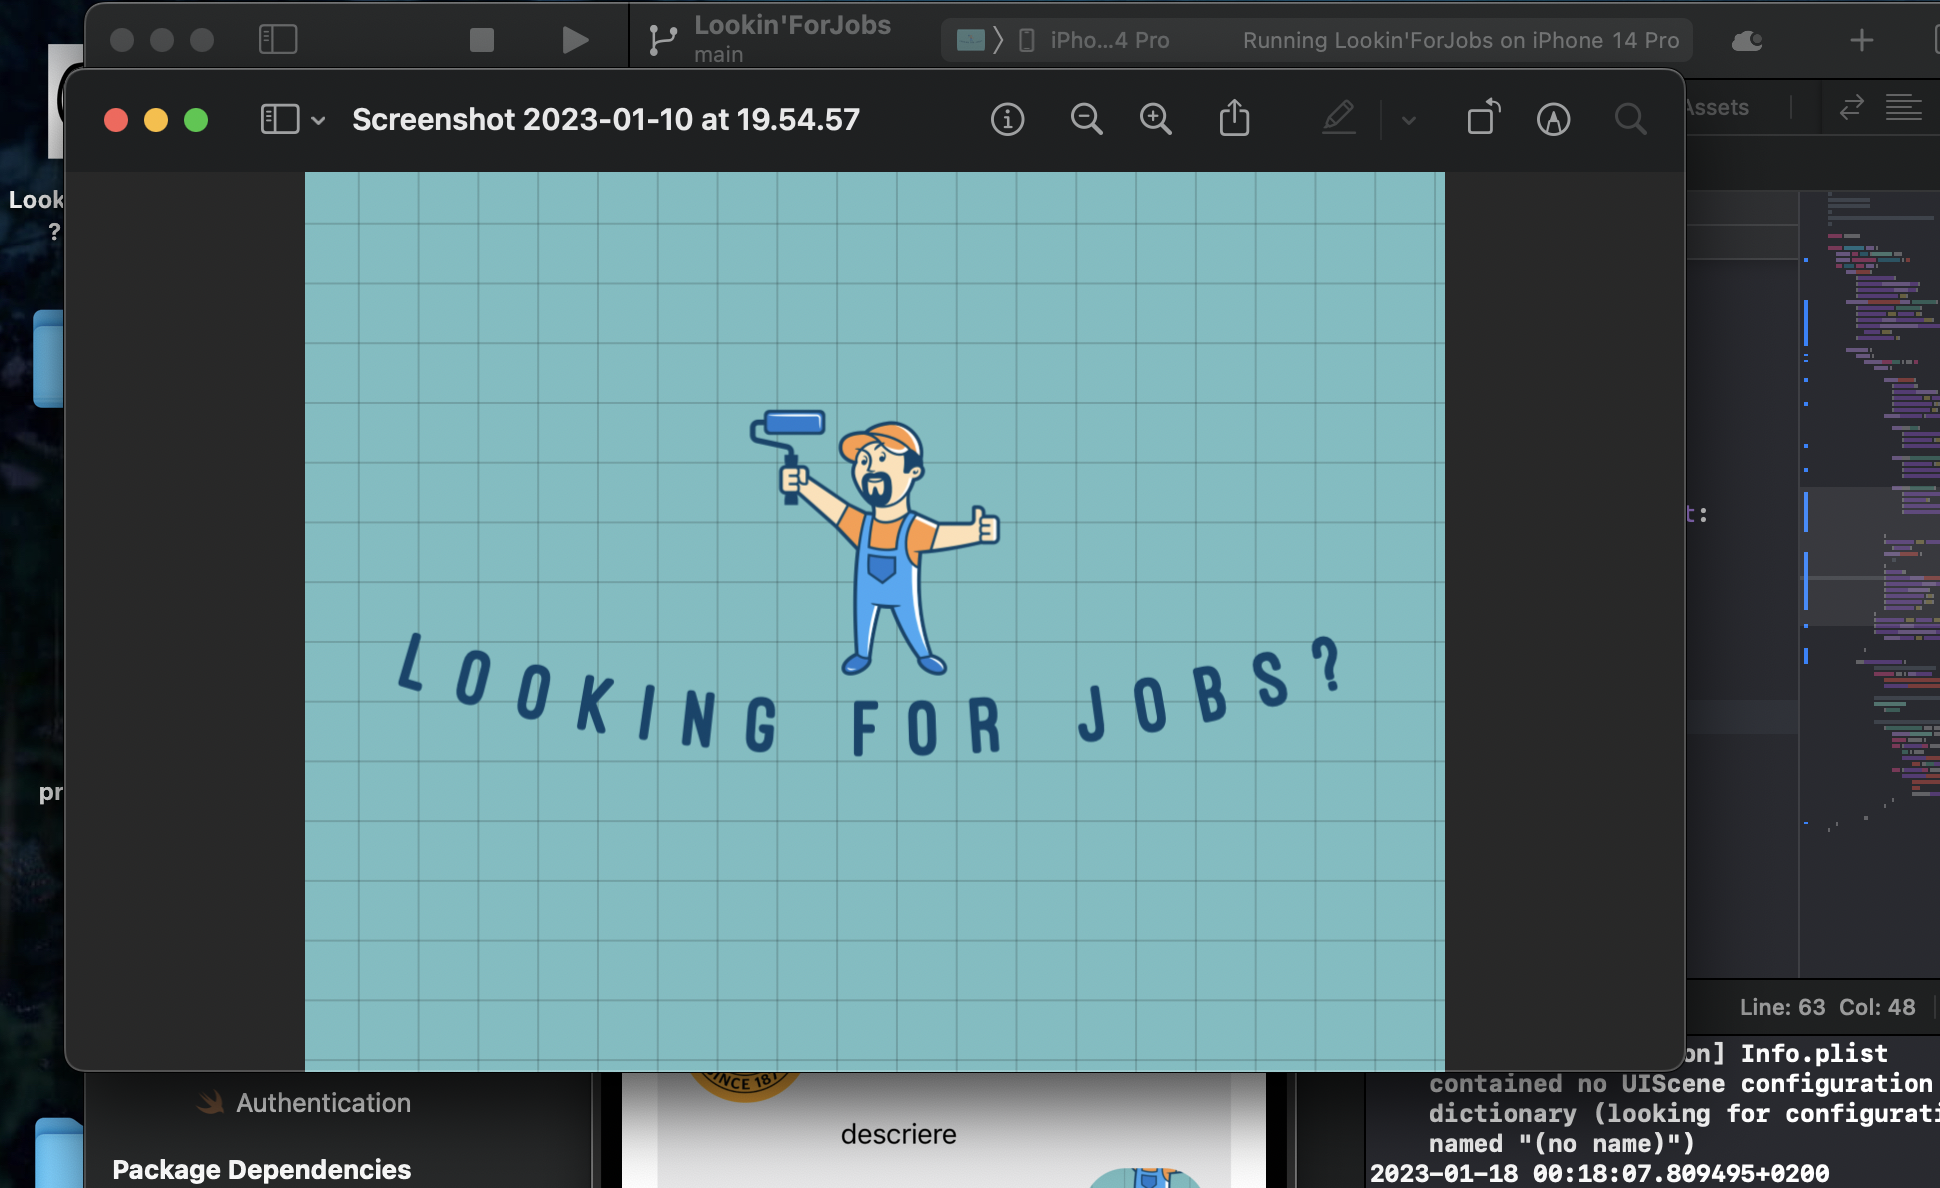 Lookin'ForJobs
main
iPho...4 Pro
Running Lookin'ForJobs on iPhone 14 Pro
Screenshot 2023-01-10 at 19.54.57
Assets
Look
?
t:
LOOKING FOR JOBS?
pr
Line: 63 Col: 48
on] Info.plist
contained no UIScene configuration
dictionary (looking for configurati
named "(no name)")
2023-01-18 00:18:07.809495+0200
SINCE 187
Authentication
descriere
Package Dependencies